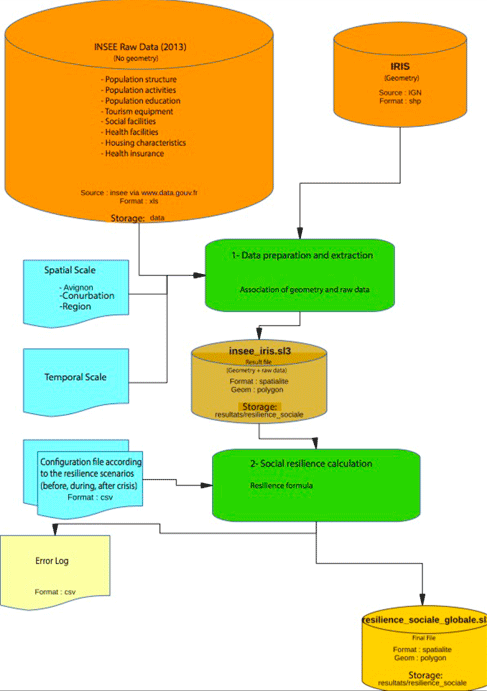 INSEE Raw Data (2013)
(No geometry)
- Population structure
- Population activities
- Population education
- Tourism equipment
- Social facilities
- Health facilities
- Housing characteristics
- Health insurance
Source : insee via www.data.gouv.fr
Format : xls
Storage: data
IRIS
(Geometry)
Source : IGN
Format : shp
1- Data preparation and extraction
Association of geometry and raw data
Spatial Scale
- Avignon
-Conurbation
-Region
Temporal Scale
insee_iris.sl3
Result file
(Geometry + raw data)
Format : spatialite
Geom : polygon
Storage:
resultats/resilience_sociale
2- Social resilience calculation
Resilience formula
Configuration file according
to the resilience scenarios
(before, during, after crisis)
Format : csv
Error Log
Format : csv
resilience_sociale_globale.sl
Final File
Format : spatialite
Geom : polygon
Storage:
resultats/resilience_sociale